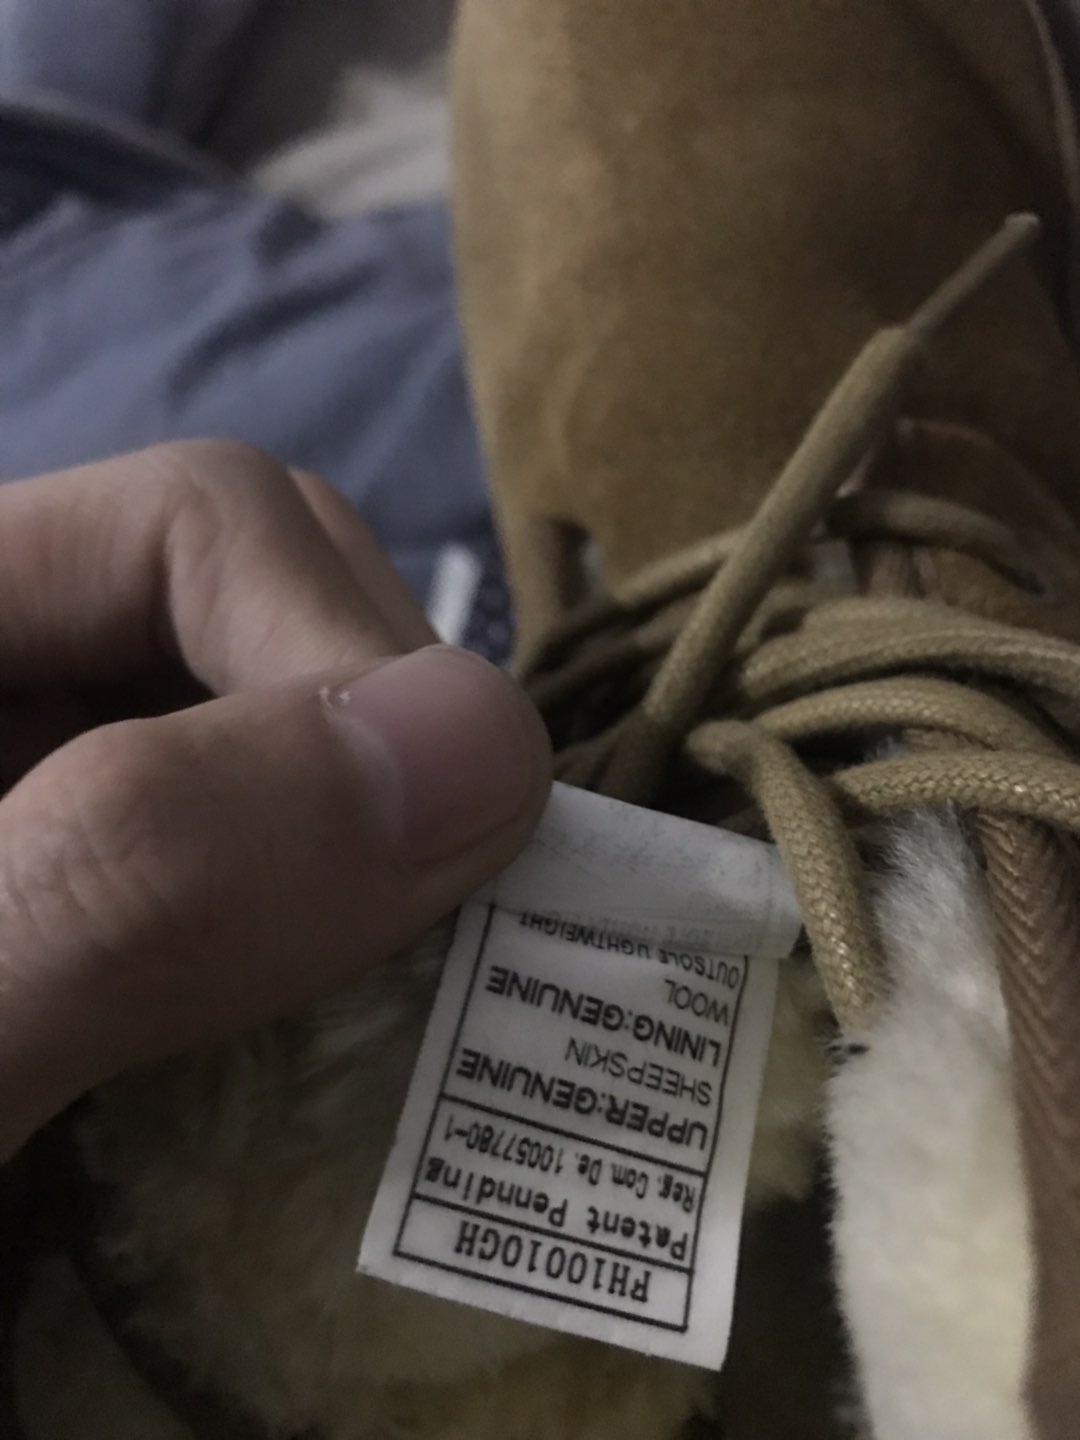 PH10010GH
Patent Pennding
Reg. Com. De. 10057780-1
UPPER:GENUINE
SHEEPSKIN
LINING:GENUINE
WOOL
OUTSOLE LIGHTWEIGHT